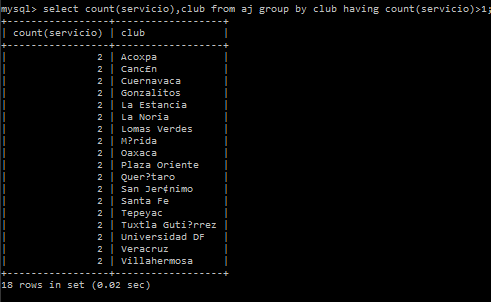 mysql> select count(servicio),club from aj group by club having count(servicio)>1;
+-----------------+------------------+
| count(servicio) | club             |
+-----------------+------------------+
|               2 | Acoxpa           |
|               2 | Canc£n           |
|               2 | Cuernavaca       |
|               2 | Gonzalitos       |
|               2 | La Estancia      |
|               2 | La Noria         |
|               2 | Lomas Verdes     |
|               2 | M?rida           |
|               2 | Oaxaca           |
|               2 | Plaza Oriente    |
|               2 | Quer?taro        |
|               2 | San Jer¢nimo     |
|               2 | Santa Fe         |
|               2 | Tepeyac          |
|               2 | Tuxtla Guti?rrez |
|               2 | Universidad DF   |
|               2 | Veracruz         |
|               2 | Villahermosa     |
+-----------------+------------------+
18 rows in set (0.02 sec)